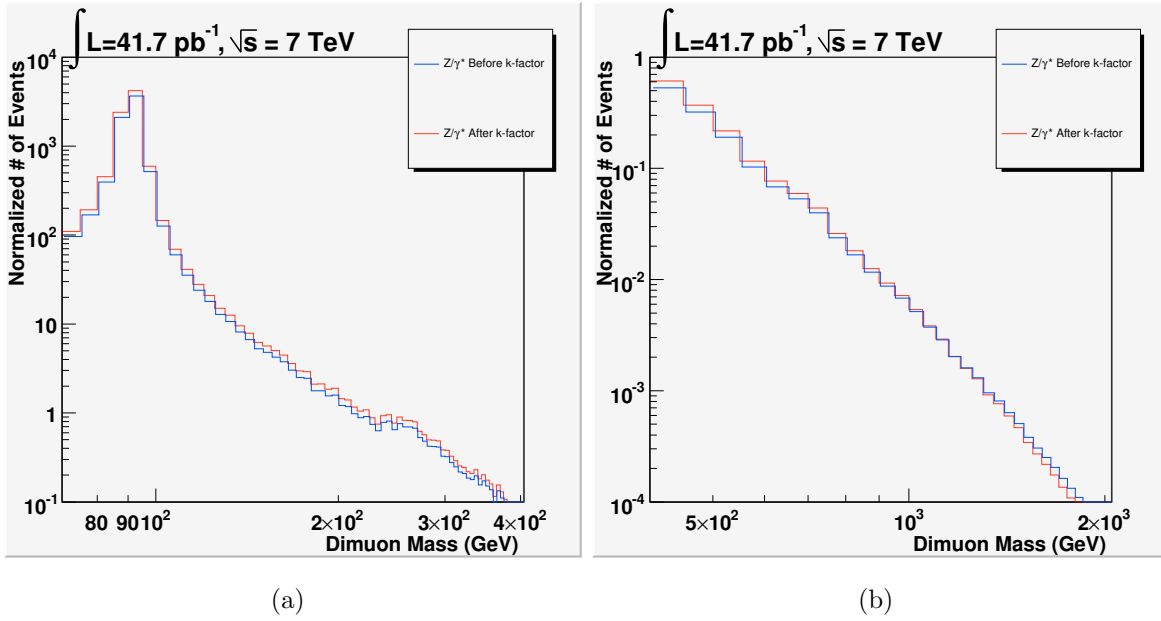 ∫ L=41.7 pb⁻¹, √s = 7 TeV
Normalized # of Events
10⁴
10³
10²
10
1
10⁻¹
Z/γ* Before k-factor
Z/γ* After k-factor
80 90 10² 2×10² 3×10² 4×10²
Dimuon Mass (GeV)
(a)
∫ L=41.7 pb⁻¹, √s = 7 TeV
Normalized # of Events
1
10⁻¹
10⁻²
10⁻³
10⁻⁴
Z/γ* Before k-factor
Z/γ* After k-factor
5×10² 10³ 2×10³
Dimuon Mass (GeV)
(b)